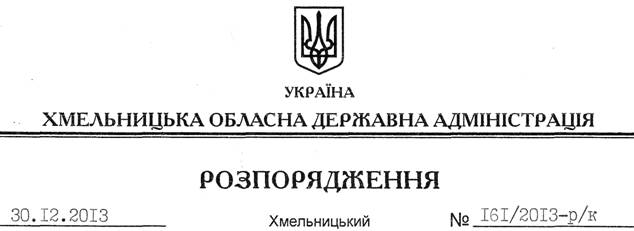 УКРАЇНА
ХМЕЛЬНИЦЬКА ОБЛАСНА ДЕРЖАВНА АДМІНІСТРАЦІЯ
РОЗПОРЯДЖЕННЯ
30.12.2013 Хмельницький № 161/2013-р/к